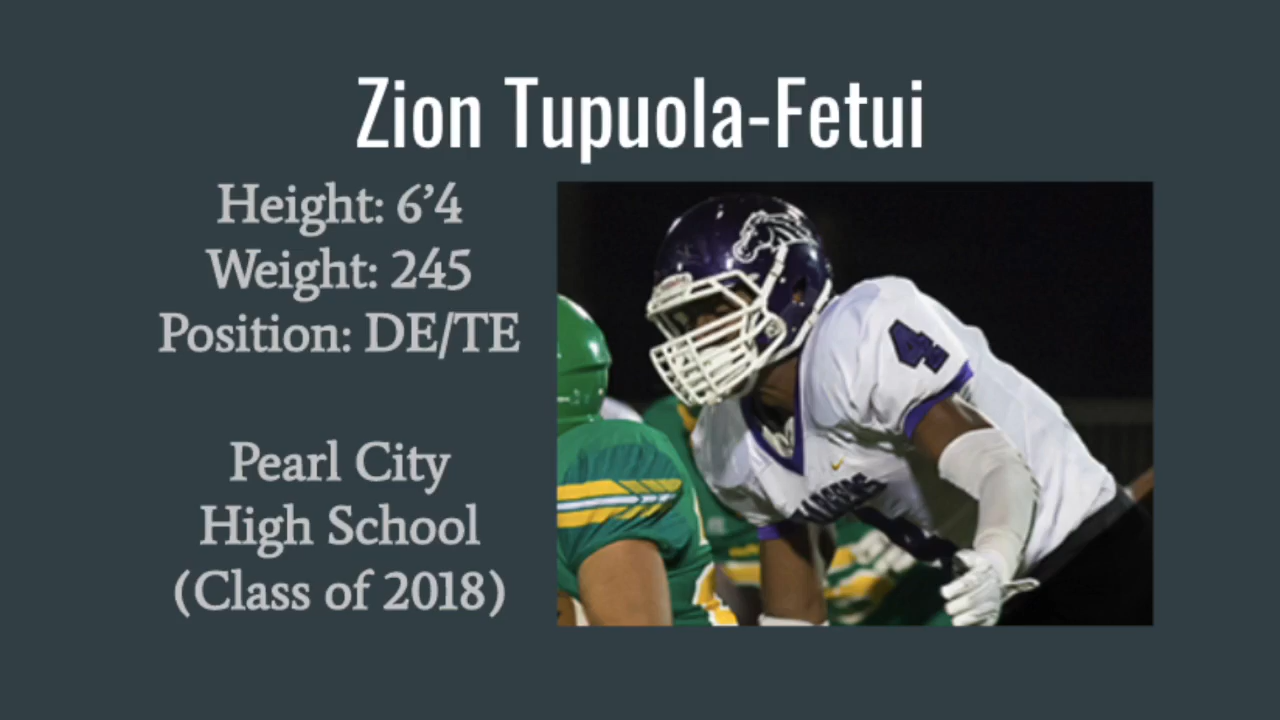 Zion Tupuola-Fetui
Height: 6’4
Weight: 245
Position: DE/TE
Pearl City
High School
(Class of 2018)
4